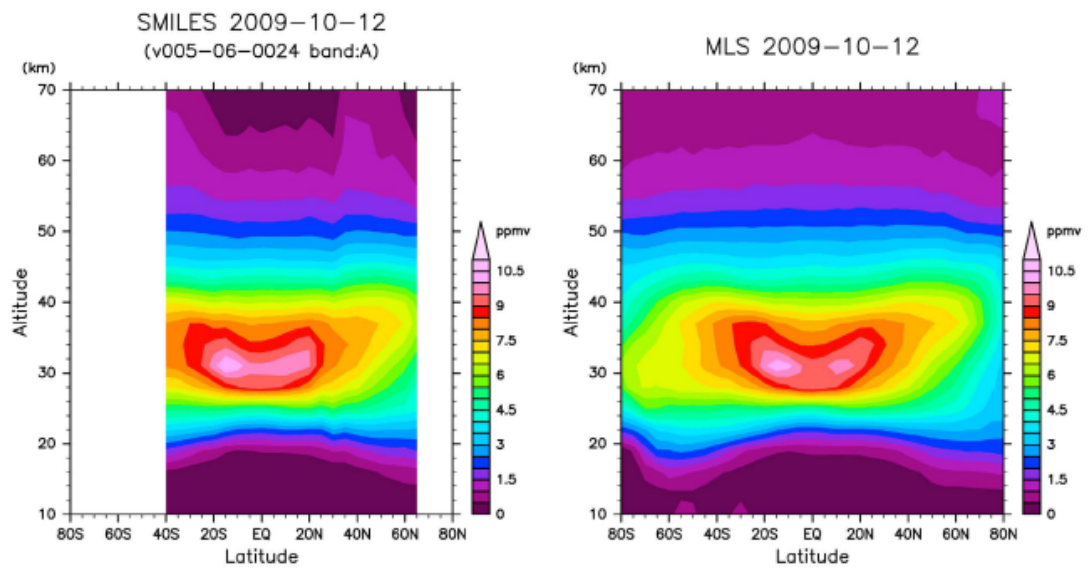 SMILES 2009-10-12
(v005-06-0024 band:A)
(km)
70
60
50
40
30
20
10
Altitude
80S 60S 40S 20S EQ 20N 40N 60N 80N
Latitude
ppmv
10.5
9
7.5
6
4.5
3
1.5
0
MLS 2009-10-12
(km)
70
60
50
40
30
20
10
Altitude
80S 60S 40S 20S EQ 20N 40N 60N 80N
Latitude
ppmv
10.5
9
7.5
6
4.5
3
1.5
0